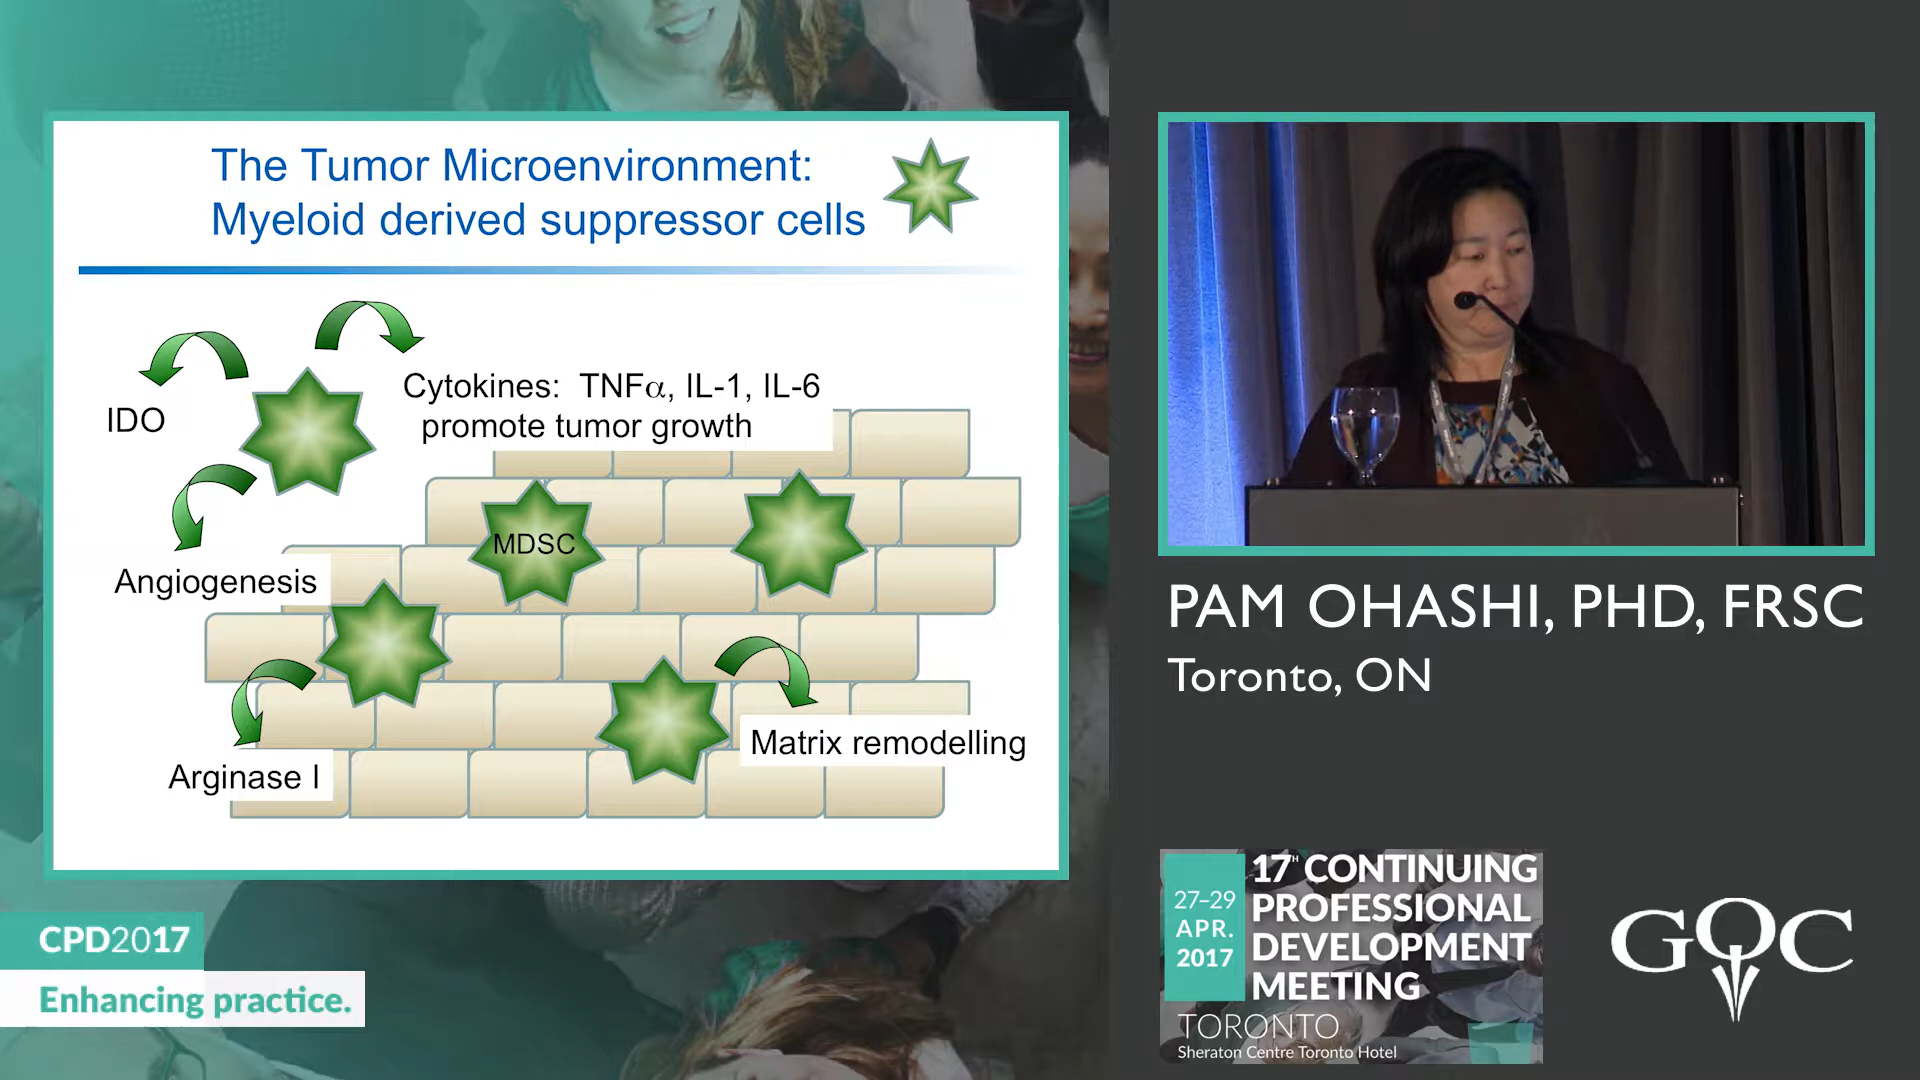 The Tumor Microenvironment:
Myeloid derived suppressor cells
IDO
Cytokines: TNFα, IL-1, IL-6
promote tumor growth
MDSC
Angiogenesis
Arginase I
Matrix remodelling
PAM OHASHI, PHD, FRSC
Toronto, ON
CPD2017
Enhancing practice.
27–29
APR.
2017
17TH CONTINUING
PROFESSIONAL
DEVELOPMENT
MEETING
TORONTO
Sheraton Centre Toronto Hotel
GOC